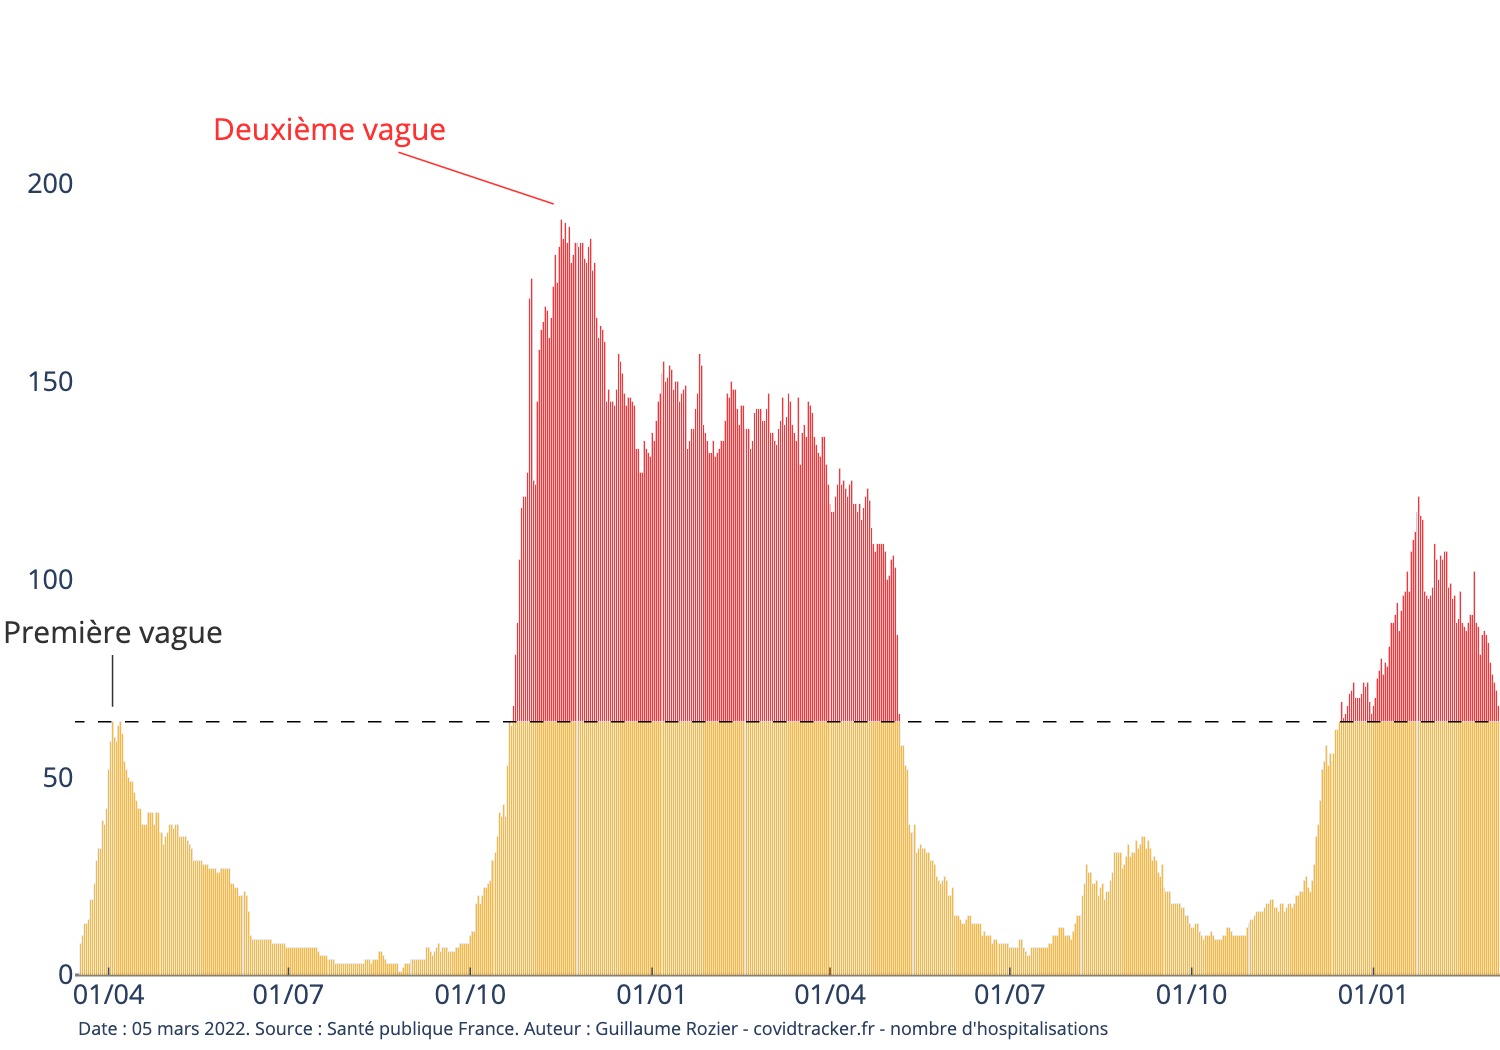 Deuxième vague
200
150
100
Première vague
50
0
01/04 01/07 01/10 01/01 01/04 01/07 01/10 01/01
Date : 05 mars 2022. Source : Santé publique France. Auteur : Guillaume Rozier - covidtracker.fr - nombre d'hospitalisations